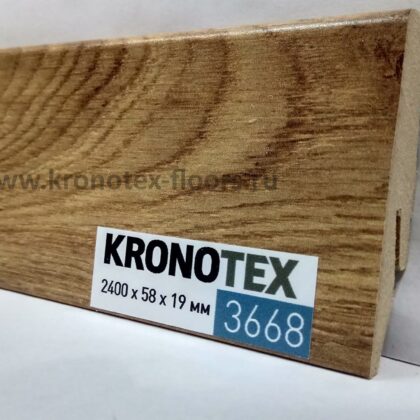 www.kronotex-floors.ru
KRONOTEX
2400 x 58 x 19 мм
3668